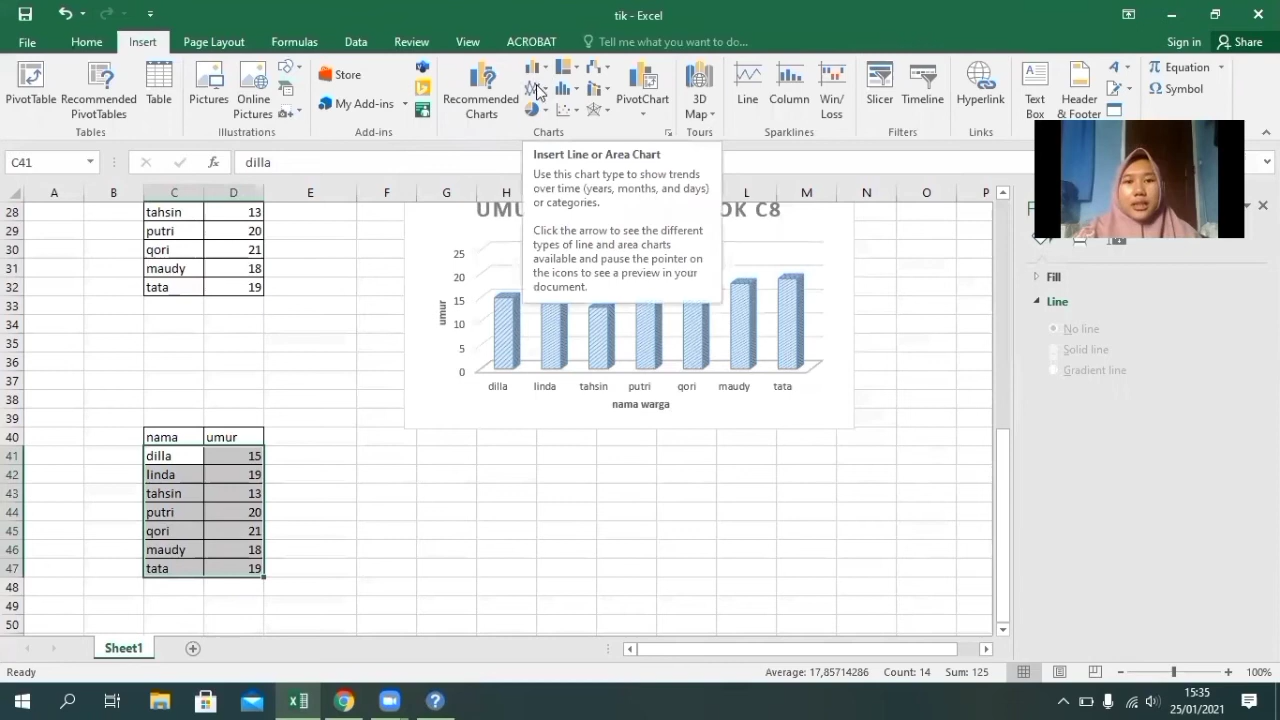 tik - Excel
File Home Insert Page Layout Formulas Data Review View ACROBAT Tell me what you want to do... Sign in Share
PivotTable
Recommended
PivotTables
Table
Tables
Pictures
Online
Pictures
Illustrations
Store
My Add-ins
Add-ins
Recommended
Charts
PivotChart
Charts
3D
Map
Tours
Line
Column
Win/
Loss
Sparklines
Slicer
Timeline
Filters
Hyperlink
Links
Text
Box
Header
& Footer
Equation
Symbol
C41
fx
dilla
Insert Line or Area Chart
Use this chart type to show trends
over time (years, months, and days)
or categories.
Click the arrow to see the different
types of line and area charts
available and pause the pointer on
the icons to see a preview in your
document.
A B C D E F G H L M N O P
28 tahsin 13
29 putri 20
30 qori 21
31 maudy 18
32 tata 19
33
34
35
36
37
38
39
40 nama umur
41 dilla 15
42 linda 19
43 tahsin 13
44 putri 20
45 qori 21
46 maudy 18
47 tata 19
48
49
50
OK C8
25
20
15
10
5
0
umur
dilla linda tahsin putri qori maudy tata
nama warga
Fill
Line
No line
Solid line
Gradient line
Sheet1
Ready
Average: 17,85714286 Count: 14 Sum: 125
100%
15:35
25/01/2021